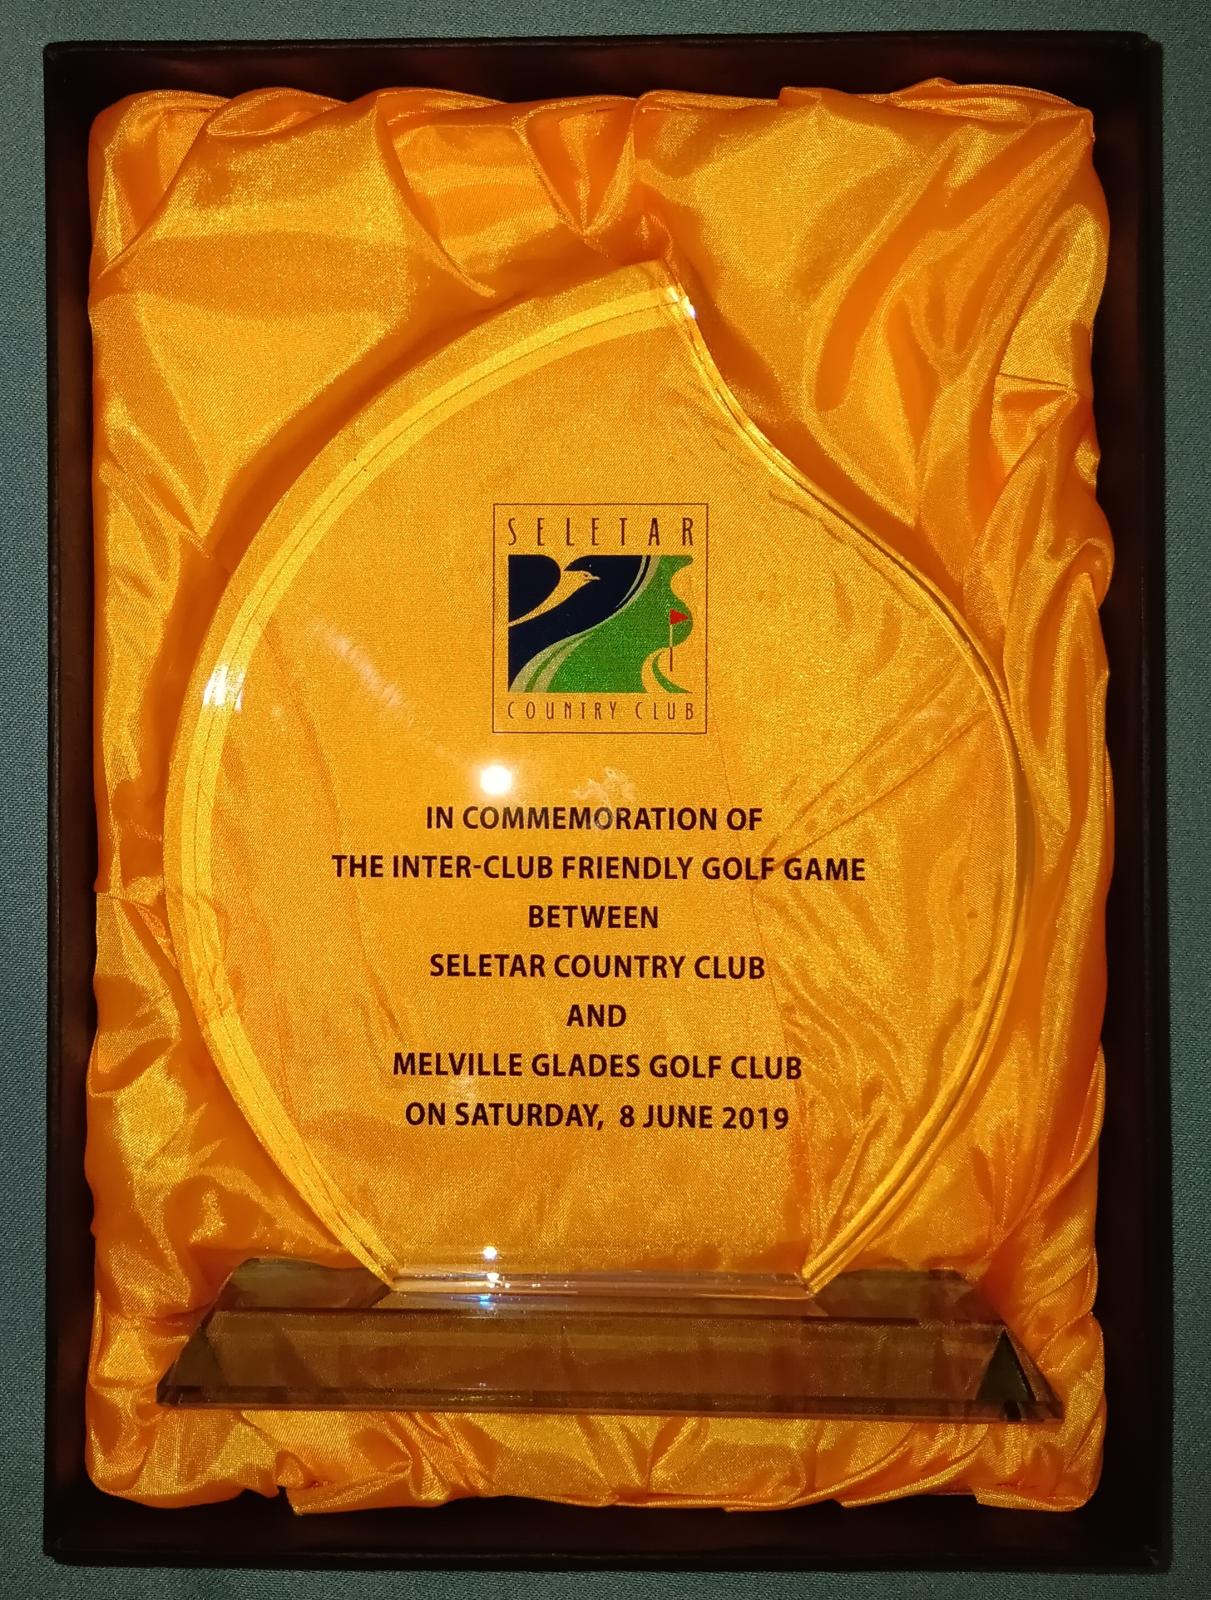 SELETAR
COUNTRY CLUB
IN COMMEMORATION OF
THE INTER-CLUB FRIENDLY GOLF GAME
BETWEEN
SELETAR COUNTRY CLUB
AND
MELVILLE GLADES GOLF CLUB
ON SATURDAY, 8 JUNE 2019